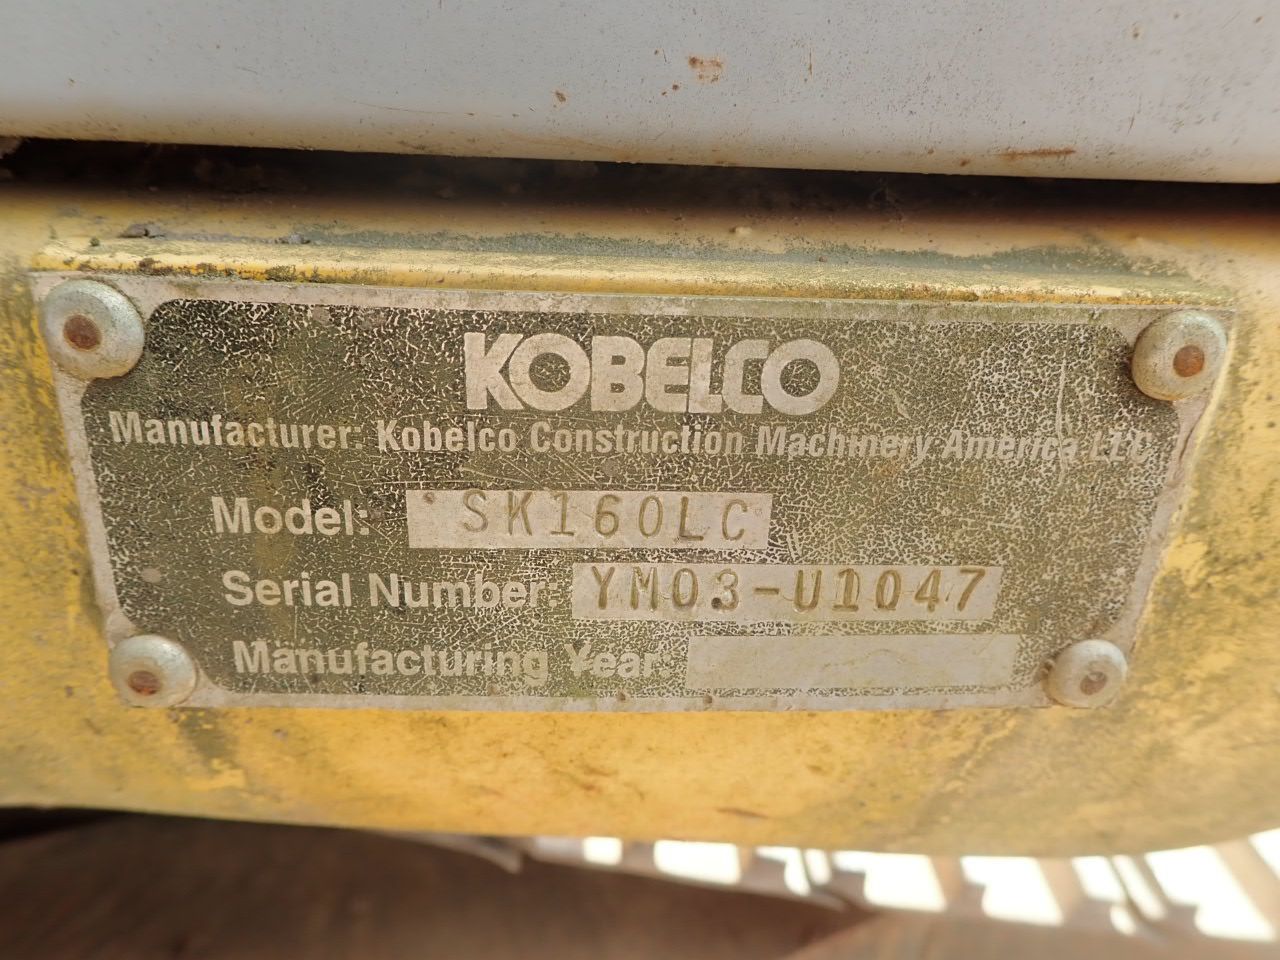 KOBELCO
Manufacturer: Kobelco Construction Machinery America LLC
Model: SK160LC
Serial Number: YM03-U1047
Manufacturing Year: